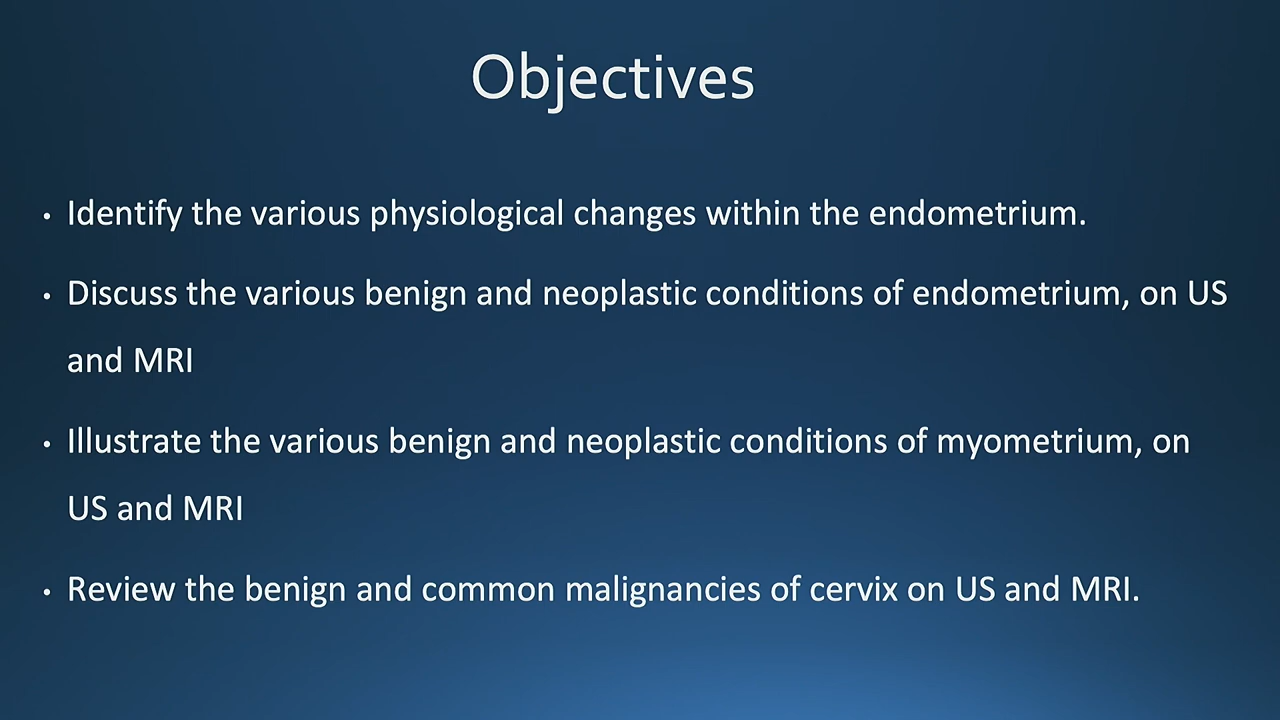 Objectives
• Identify the various physiological changes within the endometrium.
• Discuss the various benign and neoplastic conditions of endometrium, on US
and MRI
• Illustrate the various benign and neoplastic conditions of myometrium, on
US and MRI
• Review the benign and common malignancies of cervix on US and MRI.